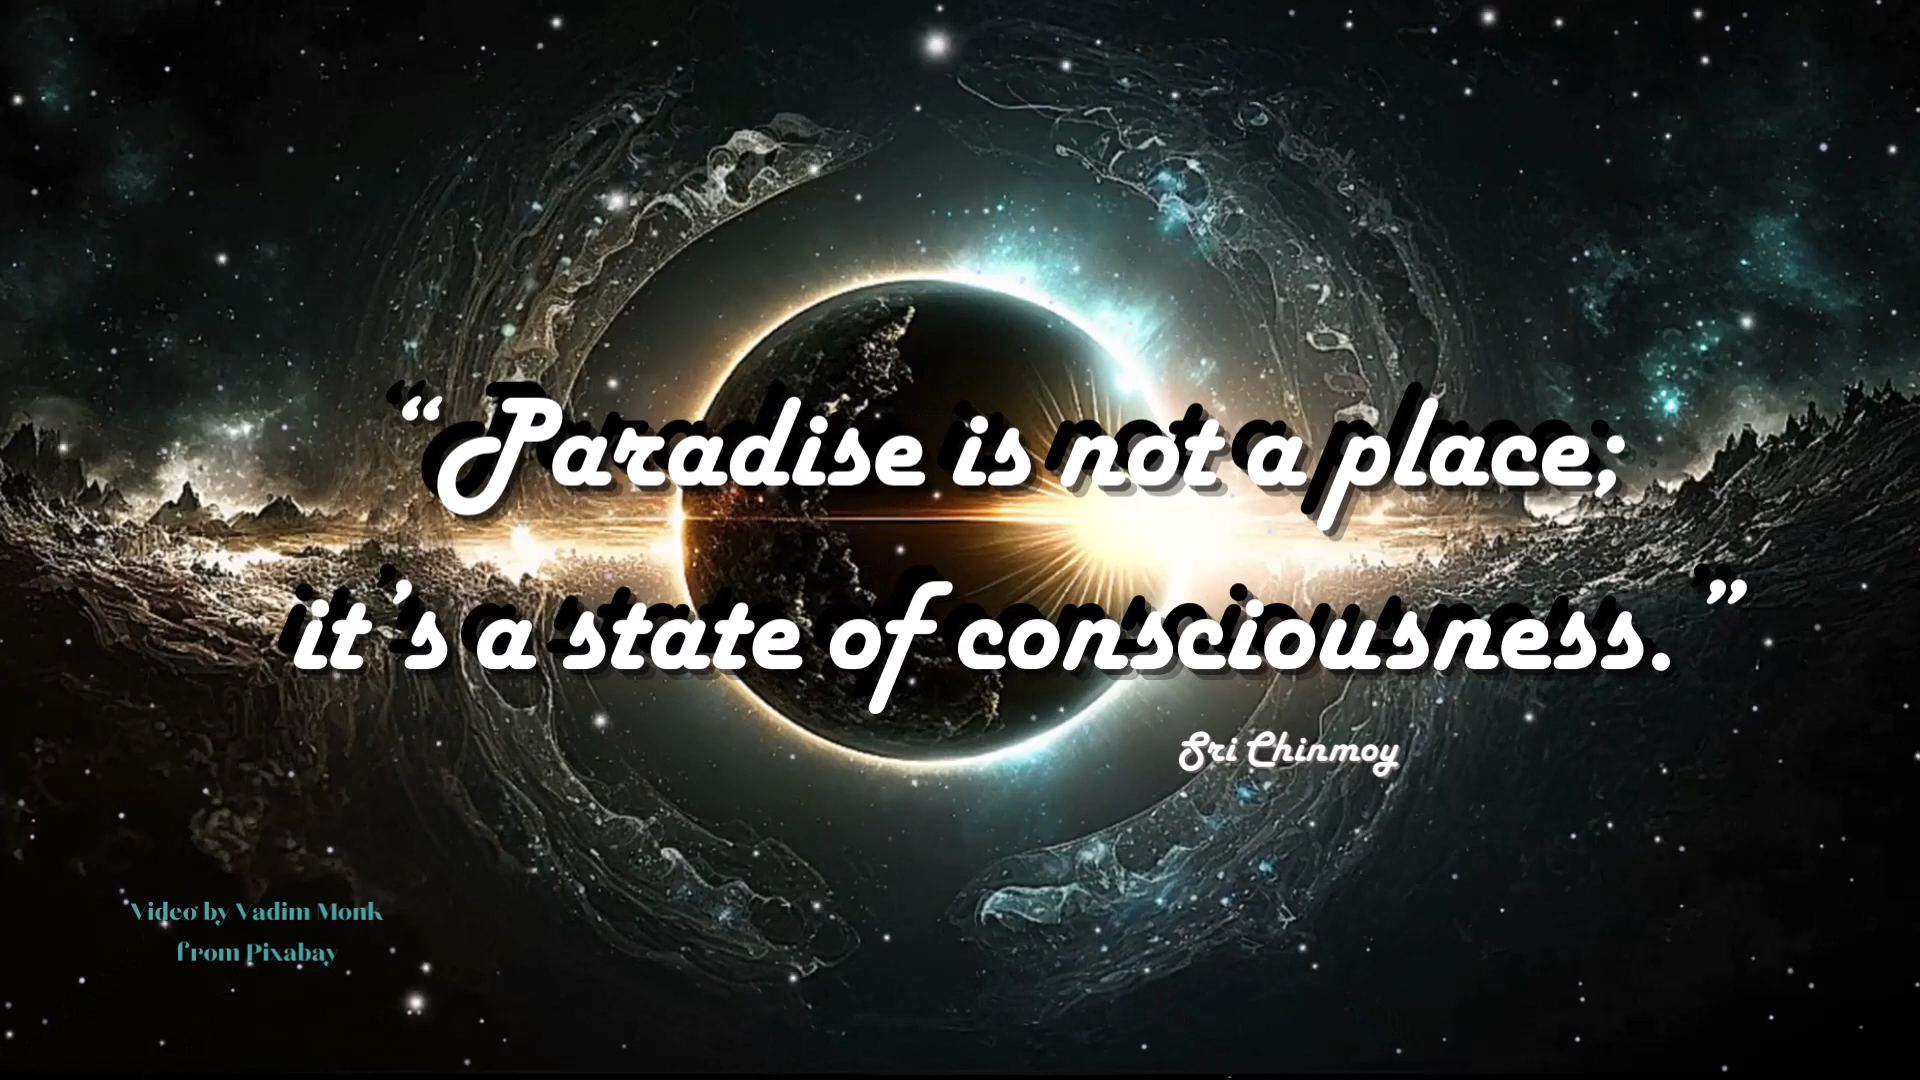 “Paradise is not a place;
it’s a state of consciousness.”
Sri Chinmoy
Video by Vadim Monk
from Pixabay